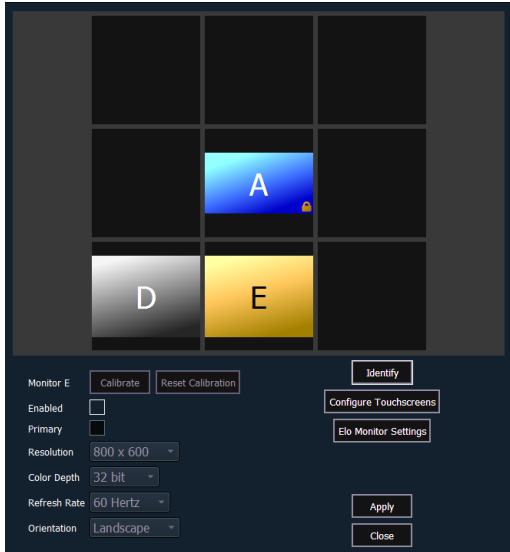 A
D E
Monitor E Calibrate Reset Calibration
Enabled
Primary
Resolution 800 x 600
Color Depth 32 bit
Refresh Rate 60 Hertz
Orientation Landscape
Identify
Configure Touchscreens
Elo Monitor Settings
Apply
Close